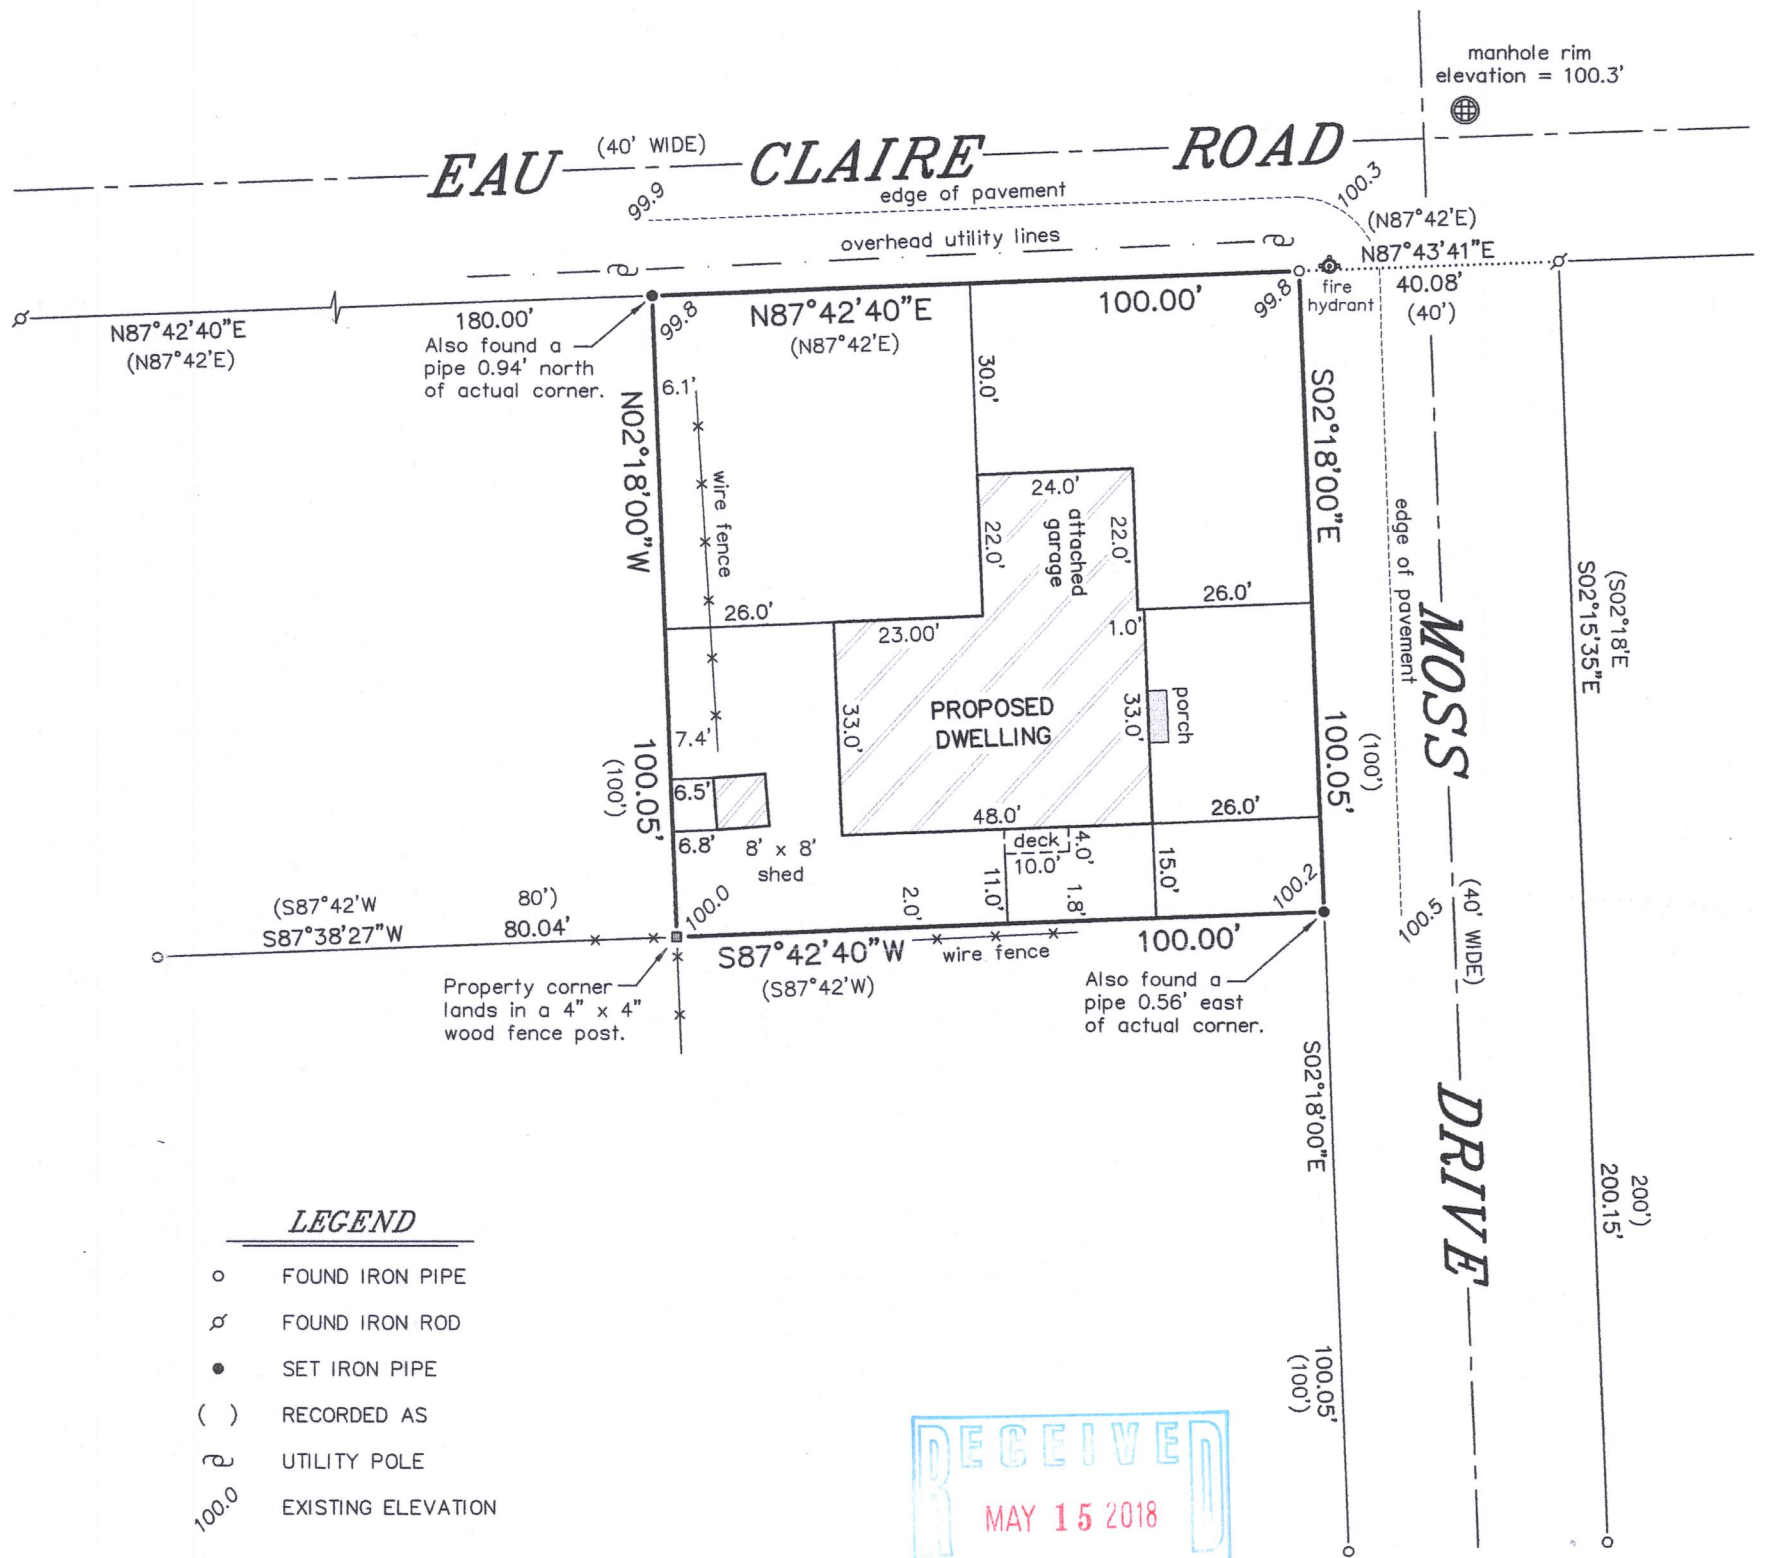 manhole rim
elevation = 100.3'
EAU CLAIRE ROAD
(40' WIDE)
99.9
edge of pavement
100.3
overhead utility lines
(N87°42'E)
N87°43'41"E
40.08'
(40')
fire
hydrant
N87°42'40"E
(N87°42'E)
180.00'
Also found a
pipe 0.94' north
of actual corner.
99.8
N87°42'40"E
(N87°42'E)
100.00'
99.8
6.1'
N02°18'00"W
wire fence
30.0'
S02°18'00"E
24.0'
attached
garage
22.0'
22.0'
edge of pavement
26.0'
23.00'
1.0'
26.0'
MOSS DRIVE
(40' WIDE)
(S02°18'E
S02°15'35"E
200')
200.15'
PROPOSED
DWELLING
33.0'
33.0'
porch
7.4'
100.05'
(100')
(100')
100.05'
6.5'
6.8'
8' x 8'
shed
48.0'
26.0'
deck
10.0'
4.0'
11.0'
1.8'
15.0'
2.0'
100.0
100.2
100.5
(S87°42'W
80')
S87°38'27"W
80.04'
S87°42'40"W
(S87°42'W)
wire fence
100.00'
Property corner
lands in a 4" x 4"
wood fence post.
Also found a
pipe 0.56' east
of actual corner.
S02°18'00"E
100.05'
(100')
LEGEND
FOUND IRON PIPE
FOUND IRON ROD
SET IRON PIPE
( ) RECORDED AS
UTILITY POLE
100.0 EXISTING ELEVATION
RECEIVED
MAY 15 2018